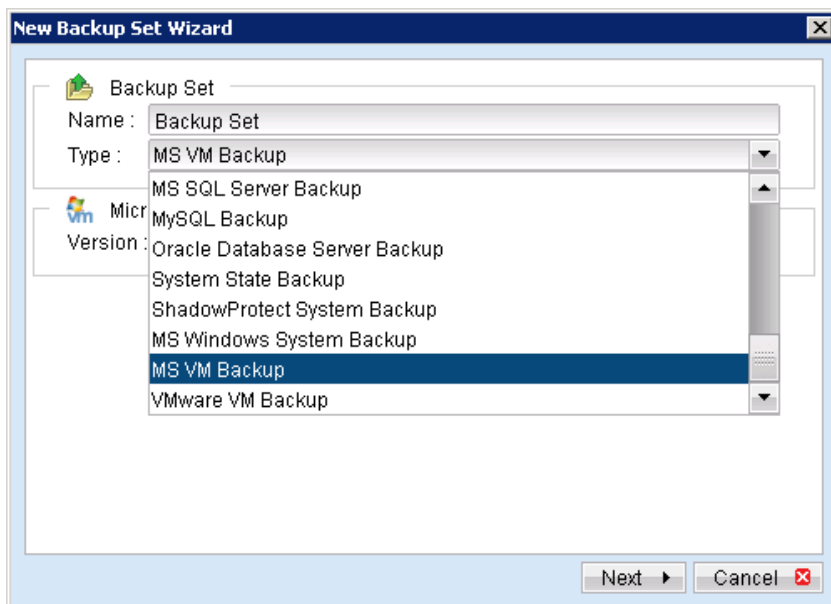 New Backup Set Wizard
Backup Set
Name : Backup Set
Type : MS VM Backup
MS SQL Server Backup
Micr
MySQL Backup
Version :
Oracle Database Server Backup
System State Backup
ShadowProtect System Backup
MS Windows System Backup
MS VM Backup
VMware VM Backup
Next
Cancel